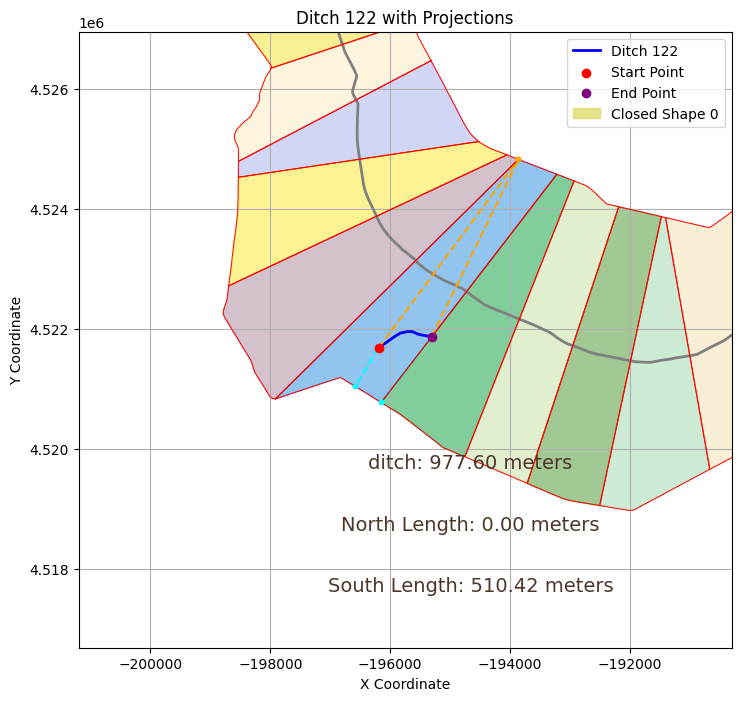 Ditch 122 with Projections
1e6
Ditch 122
Start Point
End Point
Closed Shape 0
4.526
4.524
4.522
4.520
4.518
Y Coordinate
ditch: 977.60 meters
North Length: 0.00 meters
South Length: 510.42 meters
−200000 −198000 −196000 −194000 −192000
X Coordinate